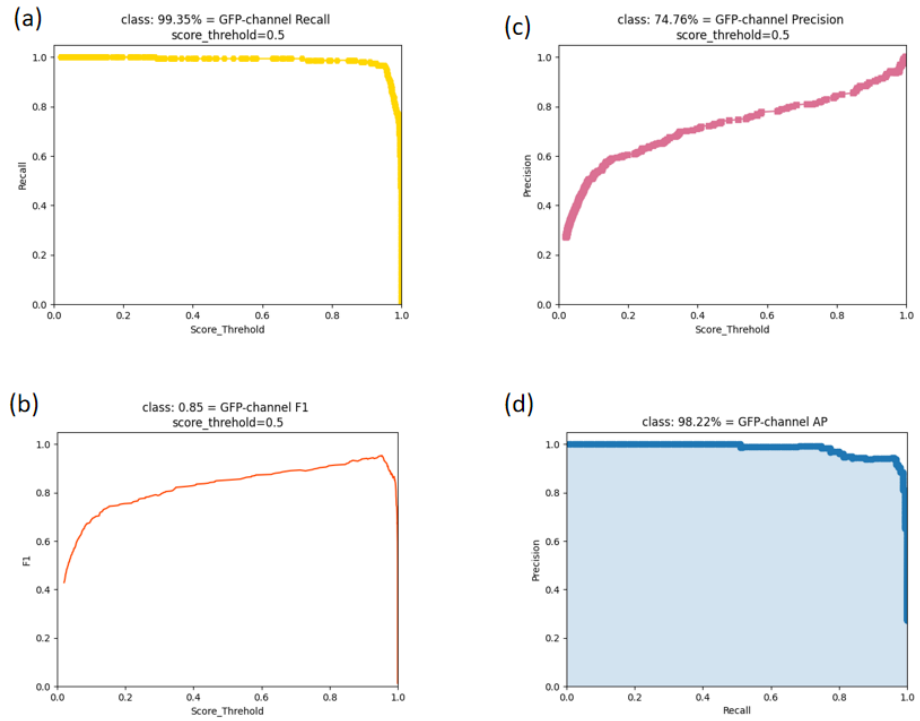 (a)
class: 99.35% = GFP-channel Recall
score_threhold=0.5
1.0
0.8
0.6
0.4
0.2
0.0
Recall
0.0 0.2 0.4 0.6 0.8 1.0
Score_Threhold
(c)
class: 74.76% = GFP-channel Precision
score_threhold=0.5
1.0
0.8
0.6
0.4
0.2
0.0
Precision
0.0 0.2 0.4 0.6 0.8 1.0
Score_Threhold
(b)
class: 0.85 = GFP-channel F1
score_threhold=0.5
1.0
0.8
0.6
0.4
0.2
0.0
F1
0.0 0.2 0.4 0.6 0.8 1.0
Score_Threhold
(d)
class: 98.22% = GFP-channel AP
1.0
0.8
0.6
0.4
0.2
0.0
Precision
0.0 0.2 0.4 0.6 0.8 1.0
Recall